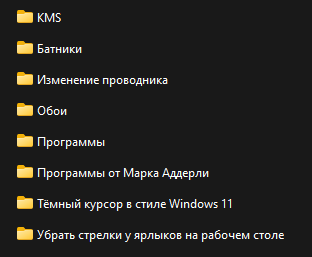 KMS
Батники
Изменение проводника
Обои
Программы
Программы от Марка Аддерли
Тёмный курсор в стиле Windows 11
Убрать стрелки у ярлыков на рабочем столе